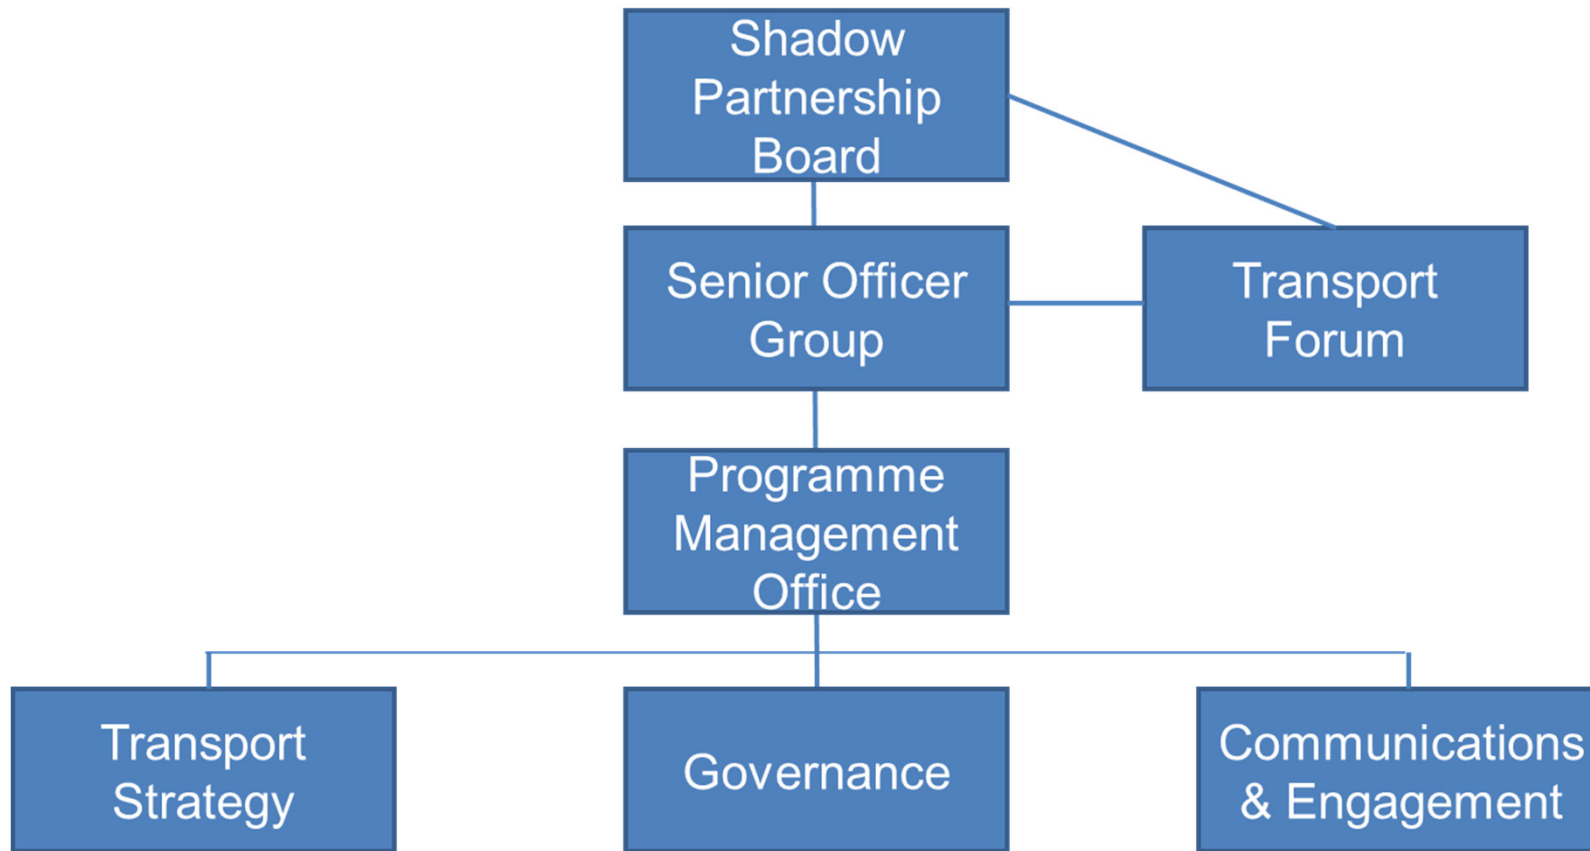 Shadow
Partnership
Board
Senior Officer
Group
Transport
Forum
Programme
Management
Office
Transport
Strategy
Governance
Communications
& Engagement